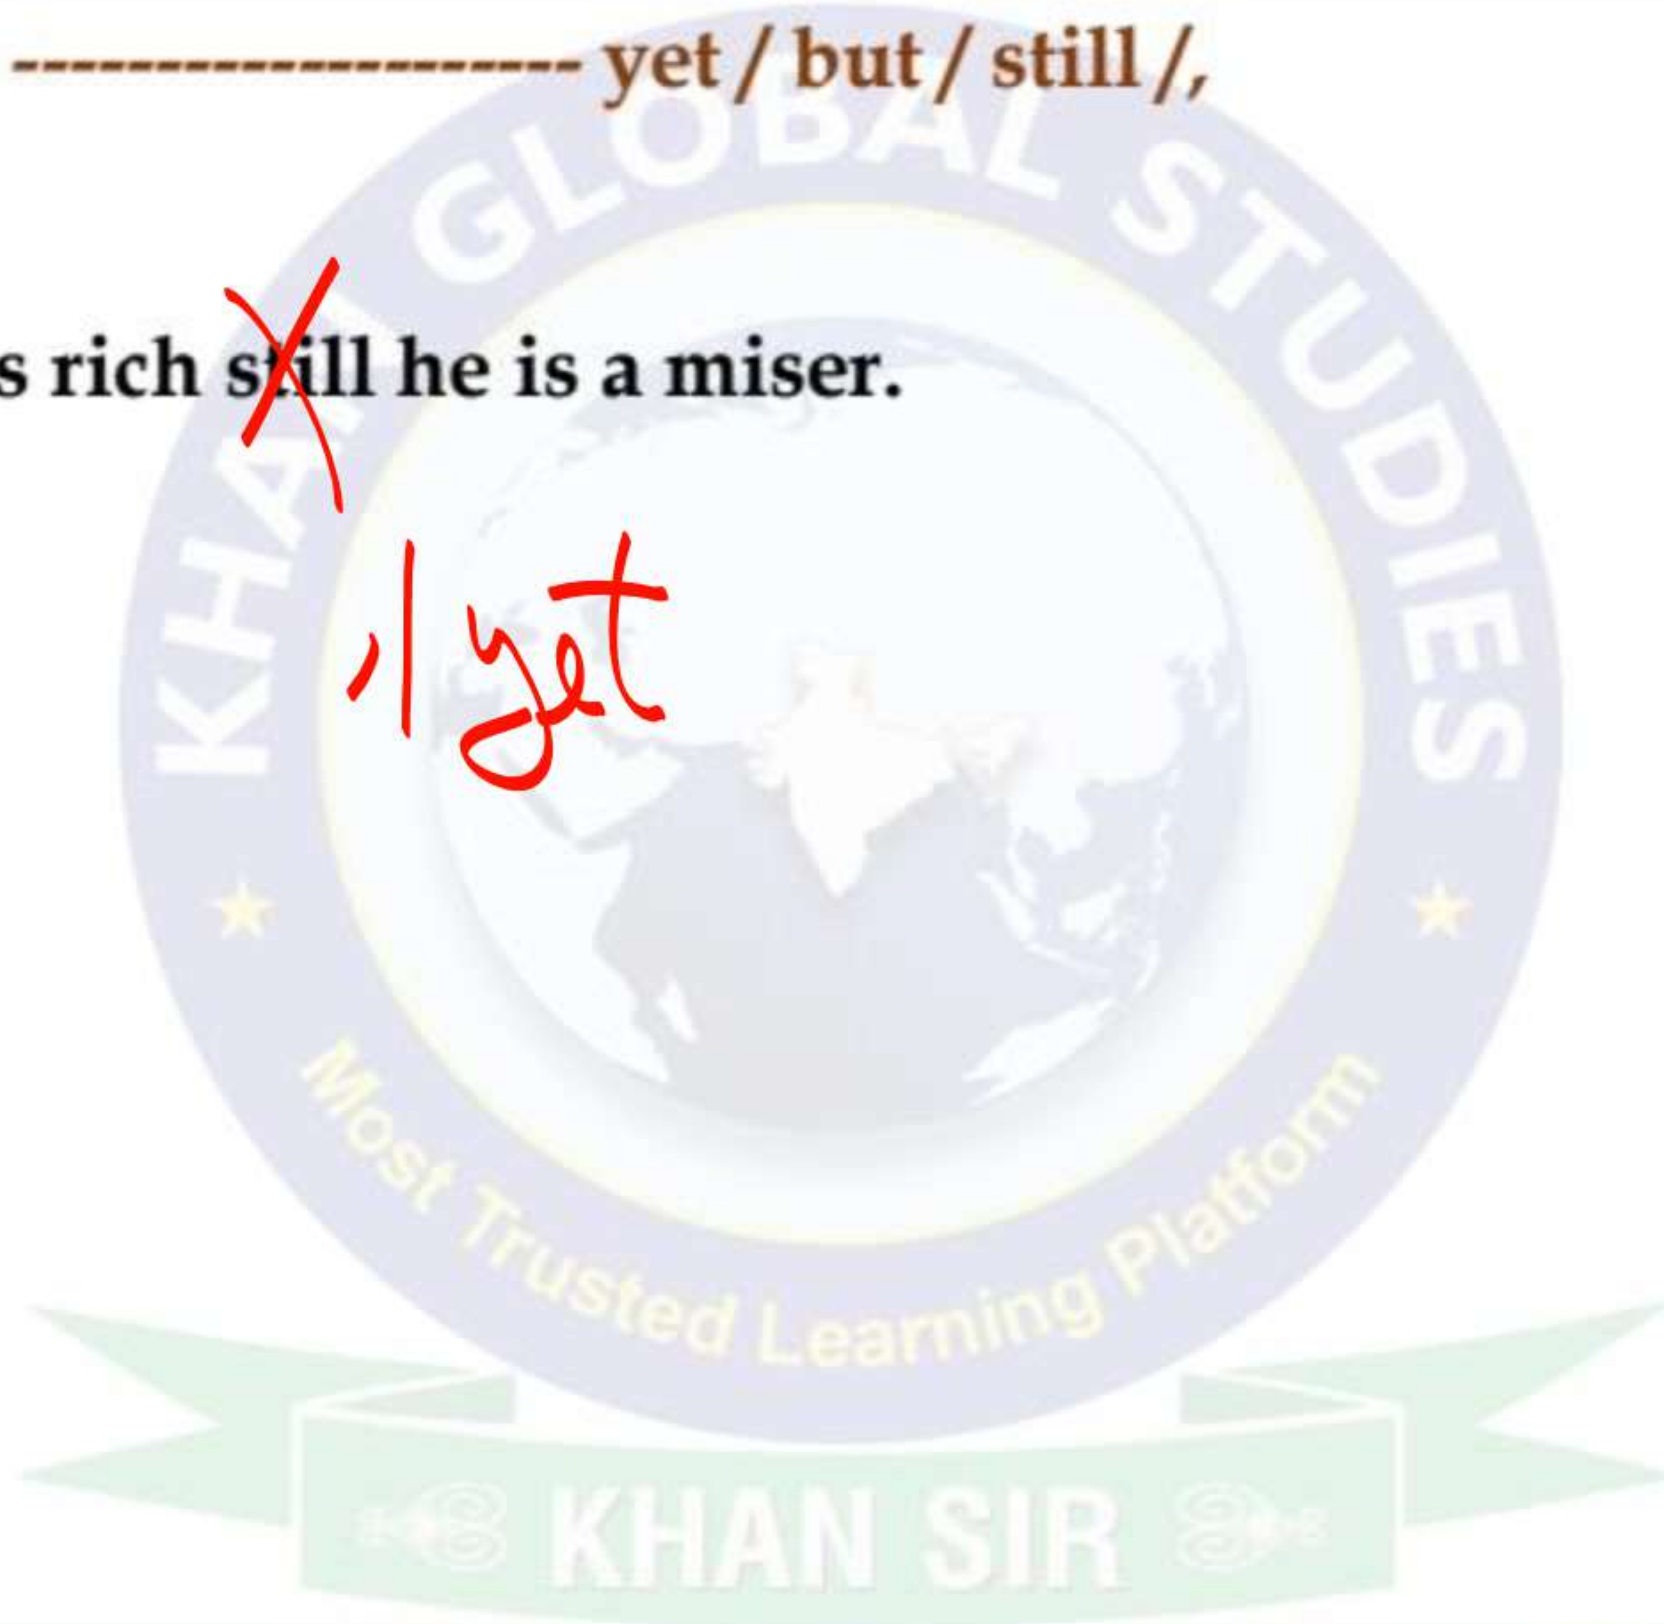 -------------------- yet / but / still /,
s rich still he is a miser.
, / yet
KHAN GLOBAL STUDIES
Most Trusted Learning Platform
KHAN SIR